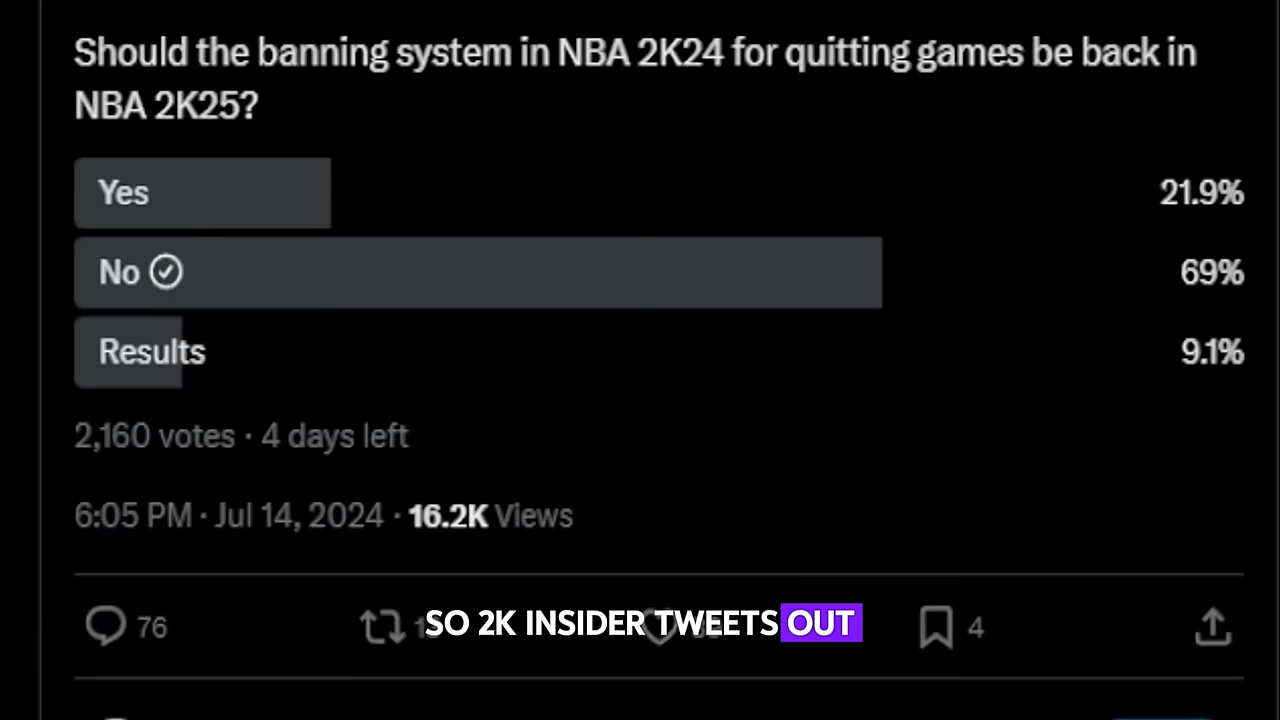 Should the banning system in NBA 2K24 for quitting games be back in
NBA 2K25?
Yes 21.9%
No 69%
Results 9.1%
2,160 votes · 4 days left
6:05 PM · Jul 14, 2024 · 16.2K Views
76 4
SO 2K INSIDER TWEETS OUT